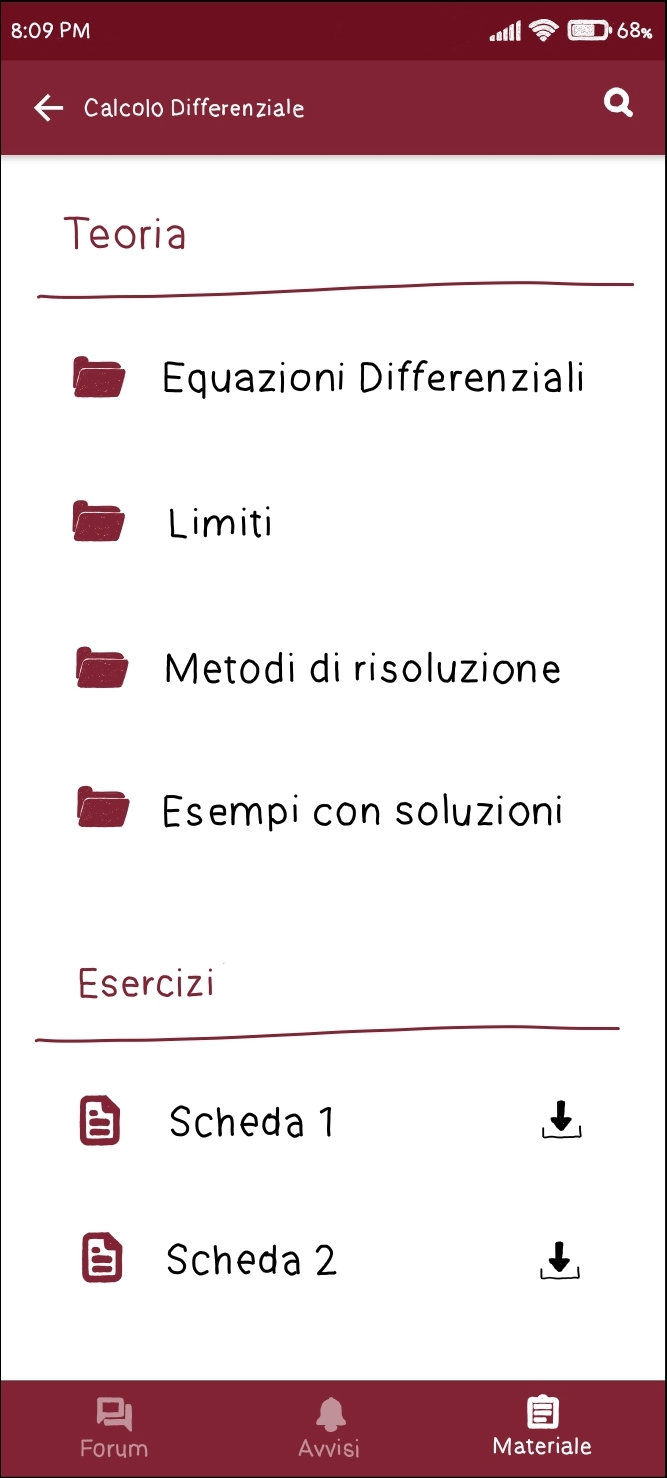 8:09 PM 68%
Calcolo Differenziale
Teoria
Equazioni Differenziali
Limiti
Metodi di risoluzione
Esempi con soluzioni
Esercizi
Scheda 1
Scheda 2
Forum Avvisi Materiale